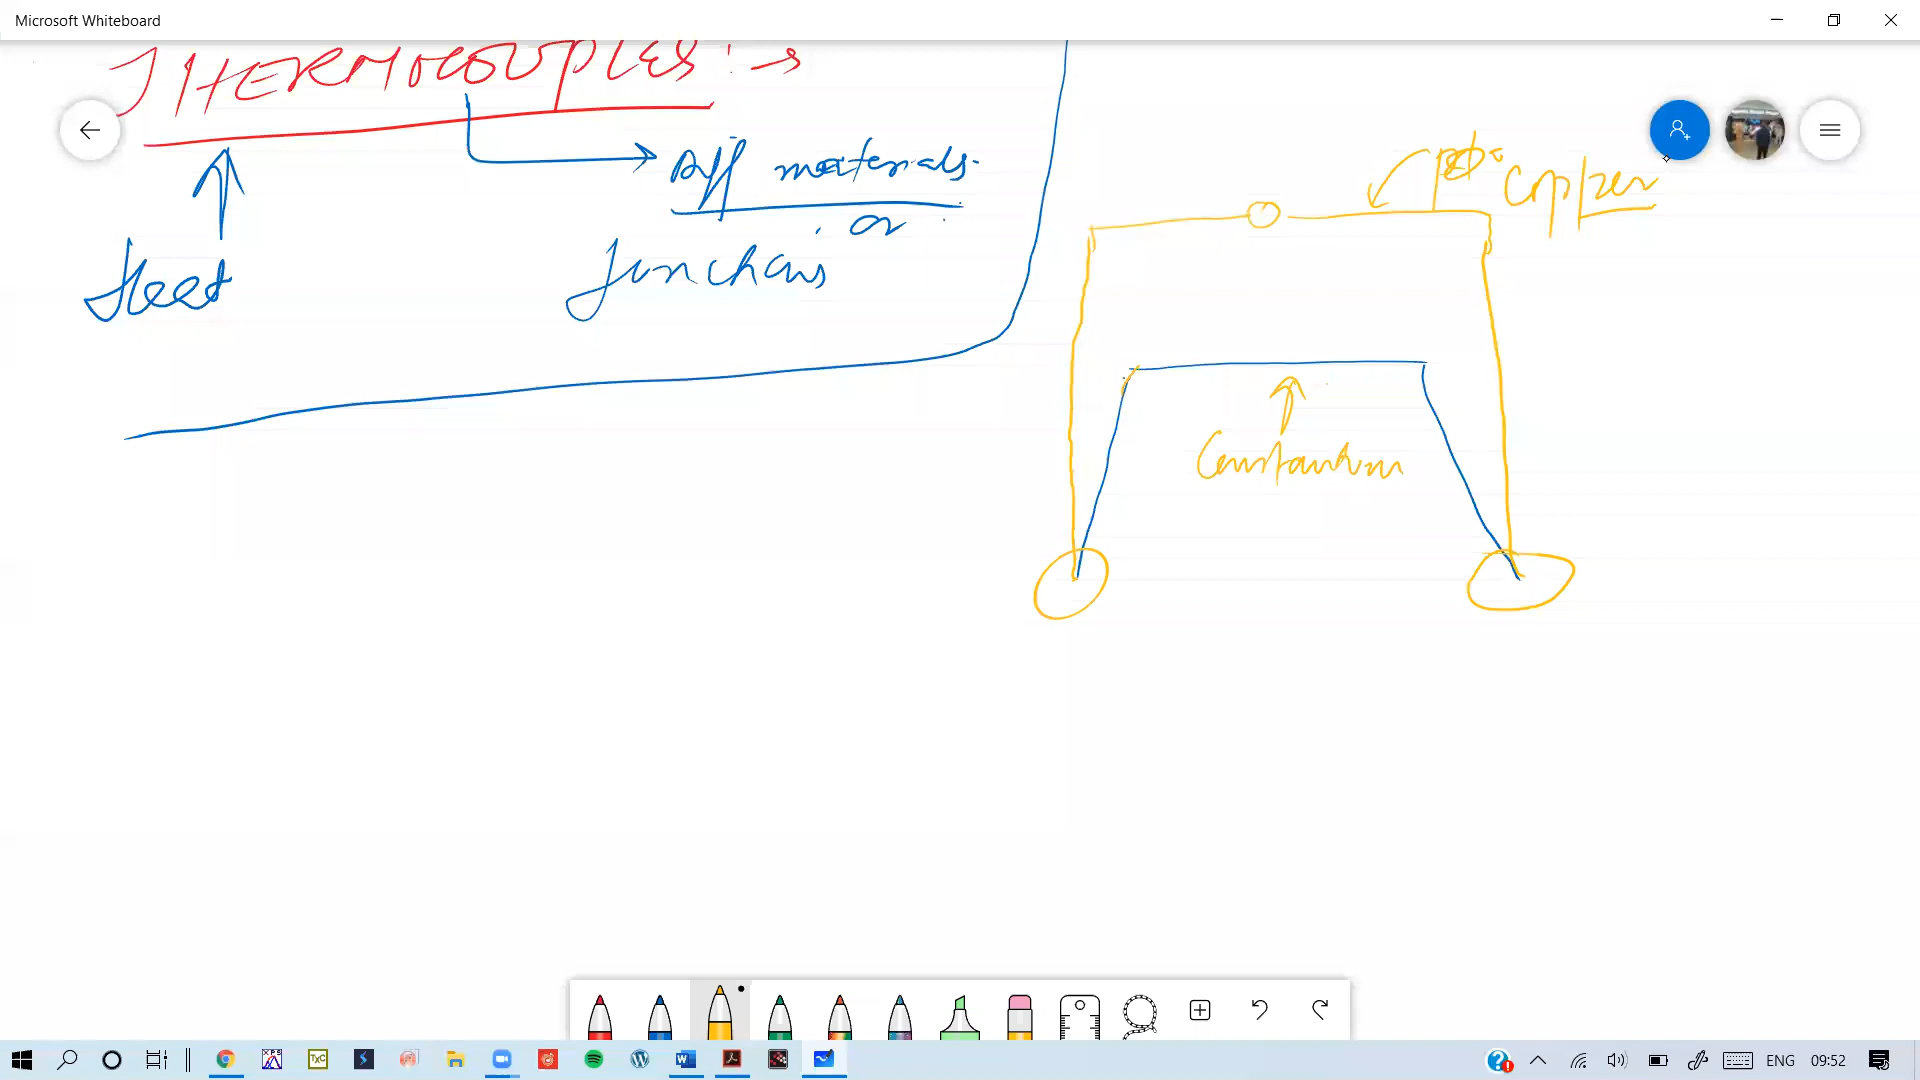 Microsoft Whiteboard
THERMOCOUPLES :→
Diff materials.
or
Junctions
Heat
Copper
Constantan
ENG
09:52